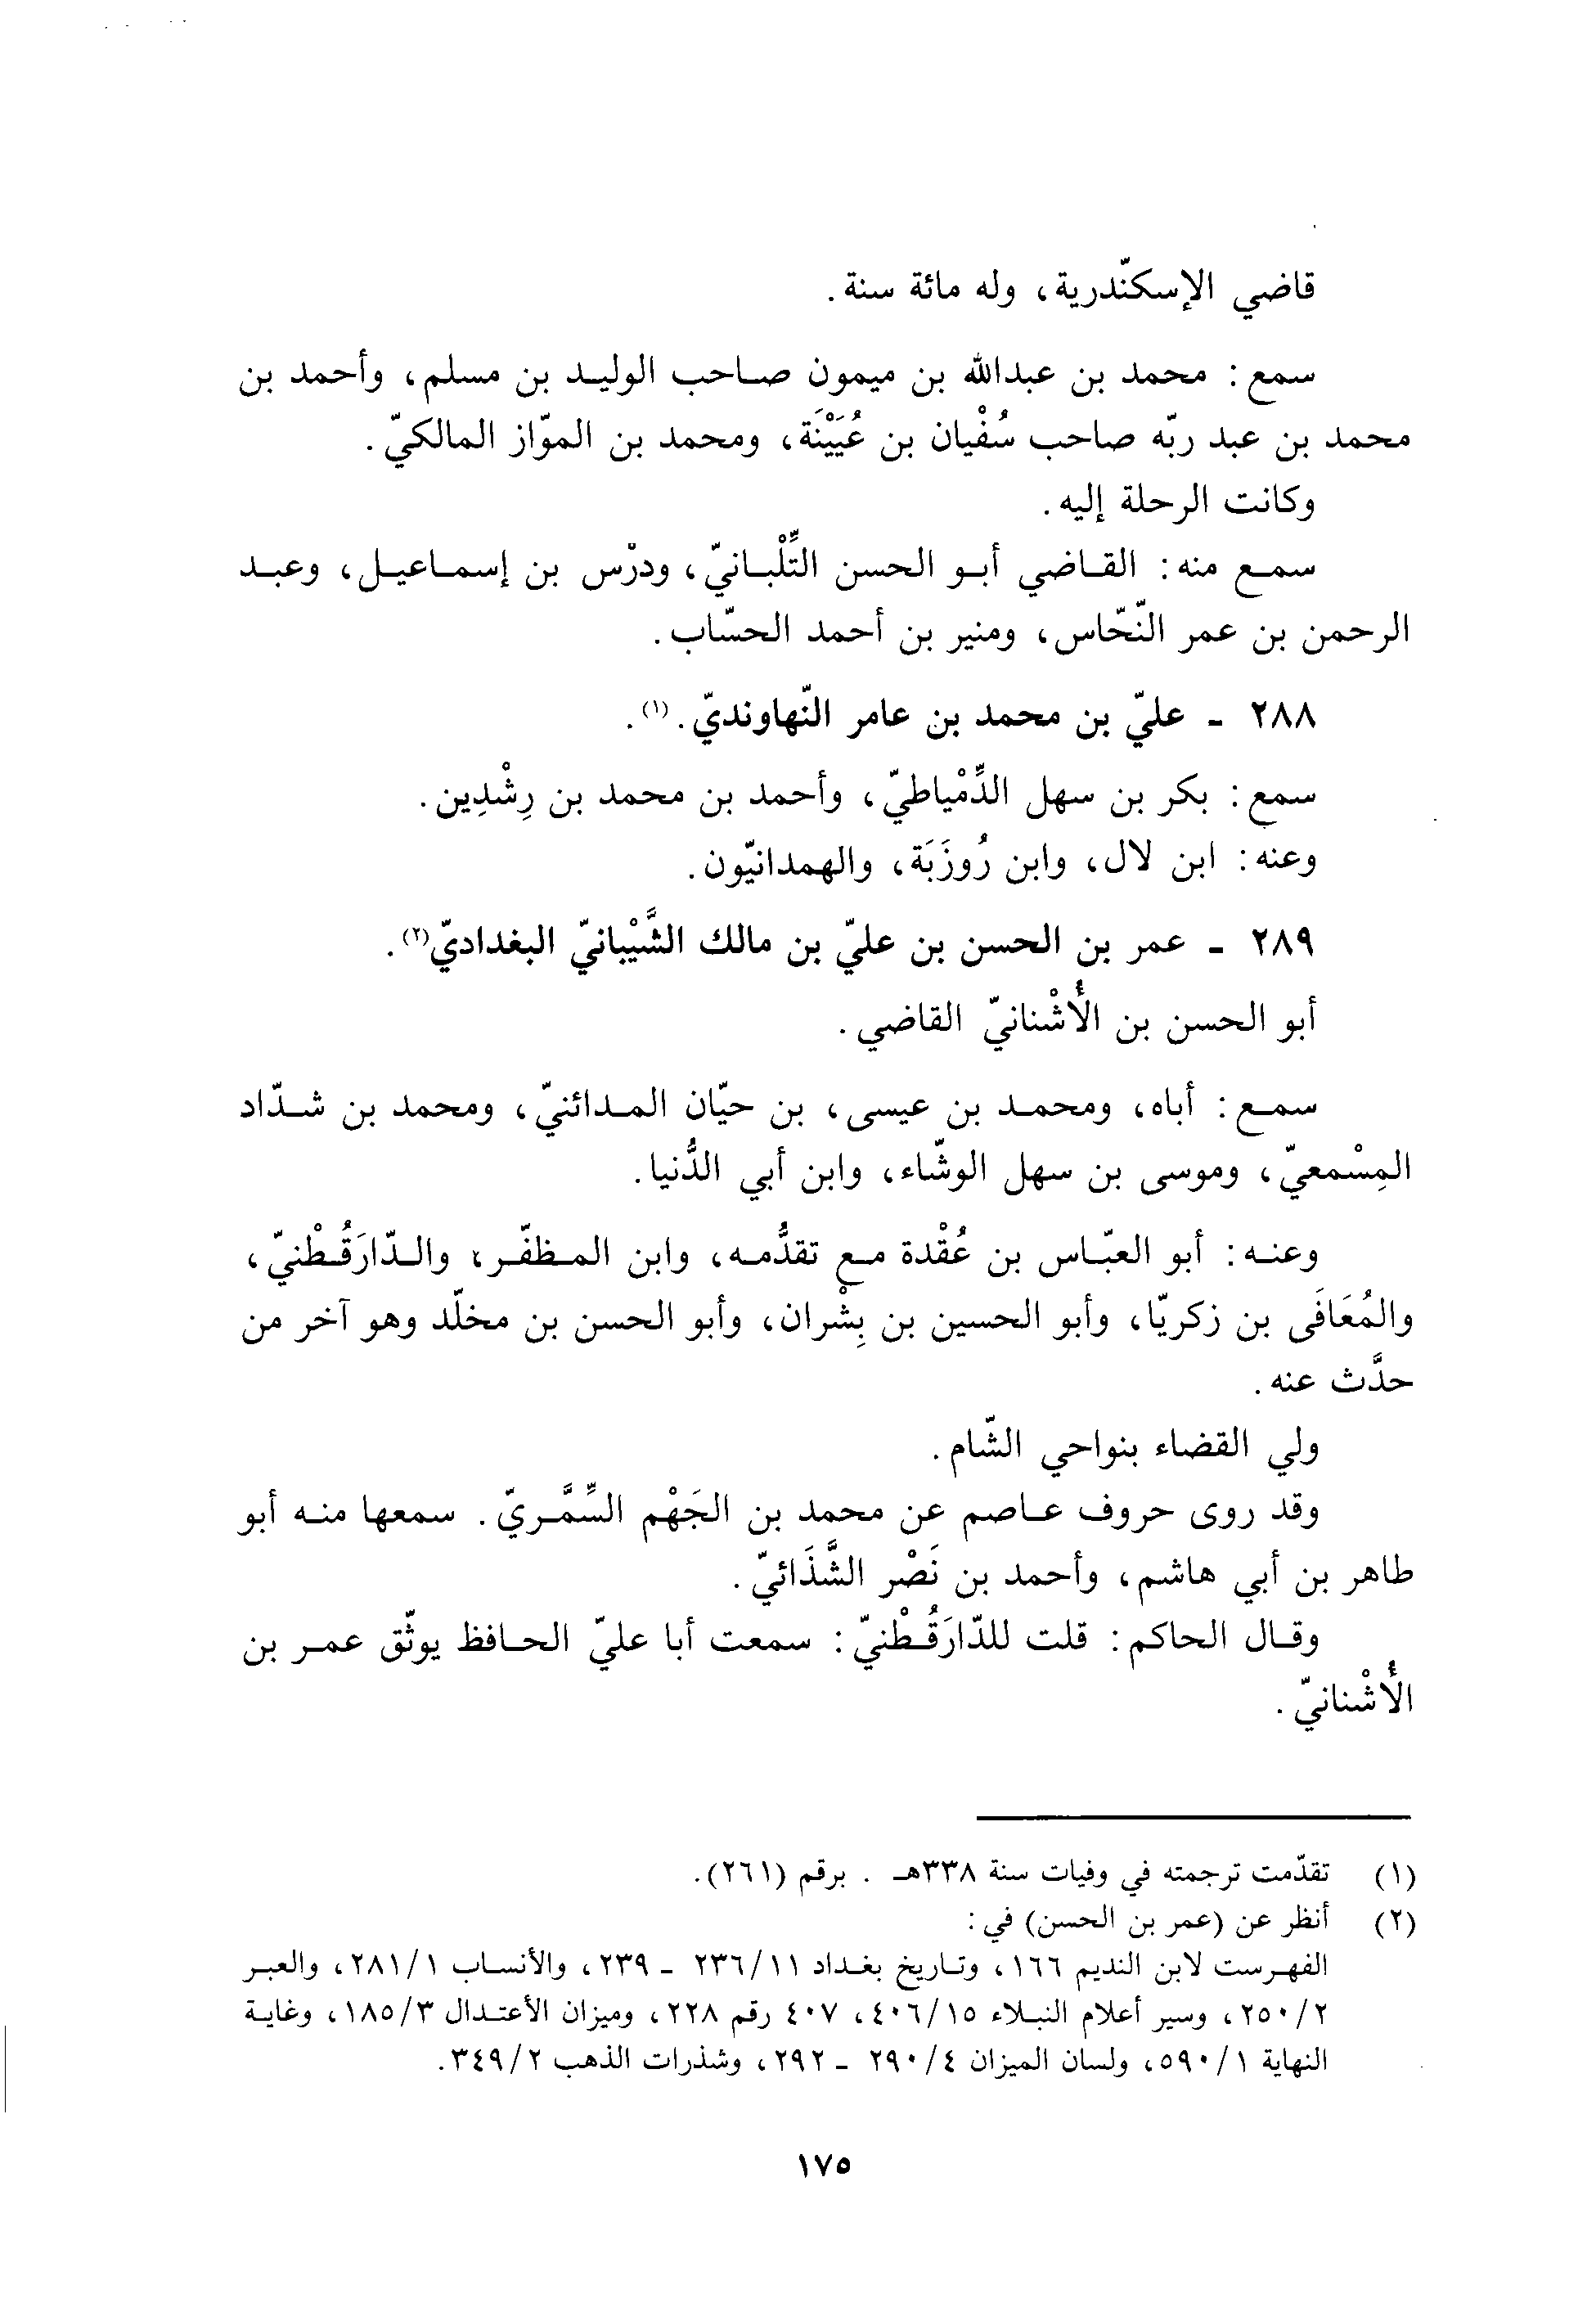 قاضي الإسكنّدرية، وله مائة سنة.
سمع: محمد بن عبدالله بن ميمون صاحب الوليد بن مسلم، وأحمد بن
محمد بن عبد ربّه صاحب سُفْيان بن عُيَيْنَة، ومحمد بن الموّاز المالكيّ.
وكانت الرحلة إليه.
سمع منه: القاضي أبو الحسن التِّلْبانيّ، ودرْس بن إسماعيل، وعبد
الرحمن بن عمر النّحّاس، ومنير بن أحمد الحسّاب.
٢٨٨ - عليّ بن محمد بن عامر النّهاونديّ.(١).
سمع: بكر بن سهل الدِّمْياطيّ، وأحمد بن محمد بن رِشْدِين.
وعنه: ابن لال، وابن رُوزَبَة، والهمدانيّون.
٢٨٩ - عمر بن الحسن بن عليّ بن مالك الشَّيْبانيّ البغداديّ(٢).
أبو الحسن بن الأُشْنانيّ القاضي.
سمع: أباه، ومحمد بن عيسى، بن حيّان المدائنيّ، ومحمد بن شدّاد
المِسْمعيّ، وموسى بن سهل الوشّاء، وابن أبي الدُّنيا.
وعنه: أبو العبّاس بن عُقْدة مع تقدُّمه، وابن المظفّر، والدّارَقُطْنيّ،
والمُعَافَى بن زكريّا، وأبو الحسين بن بِشْران، وأبو الحسن بن مخلّد وهو آخر من
حدَّث عنه.
ولي القضاء بنواحي الشّام.
وقد روى حروف عاصم عن محمد بن الجَهْم السِّمَّريّ. سمعها منه أبو
طاهر بن أبي هاشم، وأحمد بن نَصْر الشَّذَائيّ.
وقال الحاكم: قلت للدّارَقُطْنيّ: سمعت أبا عليّ الحافظ يوثّق عمر بن
الأُشْنانيّ.
(١) تقدّمت ترجمته في وفيات سنة ٣٣٨هـ . برقم (٢٦١).
(٢) أنظر عن (عمر بن الحسن) في:
الفهرست لابن النديم ١٦٦، وتاريخ بغداد ٢٣٦/١١ - ٢٣٩، والأنساب ٢٨١/١، والعبر
٢٥٠/٢، وسير أعلام النبلاء ٤٠٦/١٥، ٤٠٧ رقم ٢٢٨، وميزان الأعتدال ١٨٥/٣، وغاية
النهاية ٥٩٠/١، ولسان الميزان ٢٩٠/٤ - ٢٩٢، وشذرات الذهب ٣٤٩/٢.
١٧٥